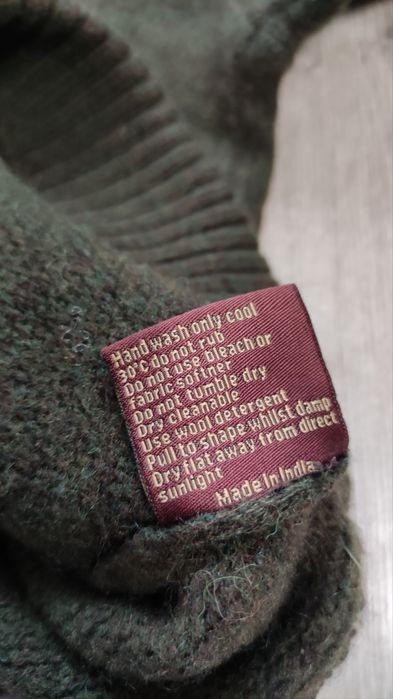 Hand wash only cool
30°c do not rub
Do not use bleach or
fabric softner
Do not tumble dry
Dry cleanable
Use wool detergent
Pull to shape whilst damp
Dry flat away from direct
sunlight
Made in India